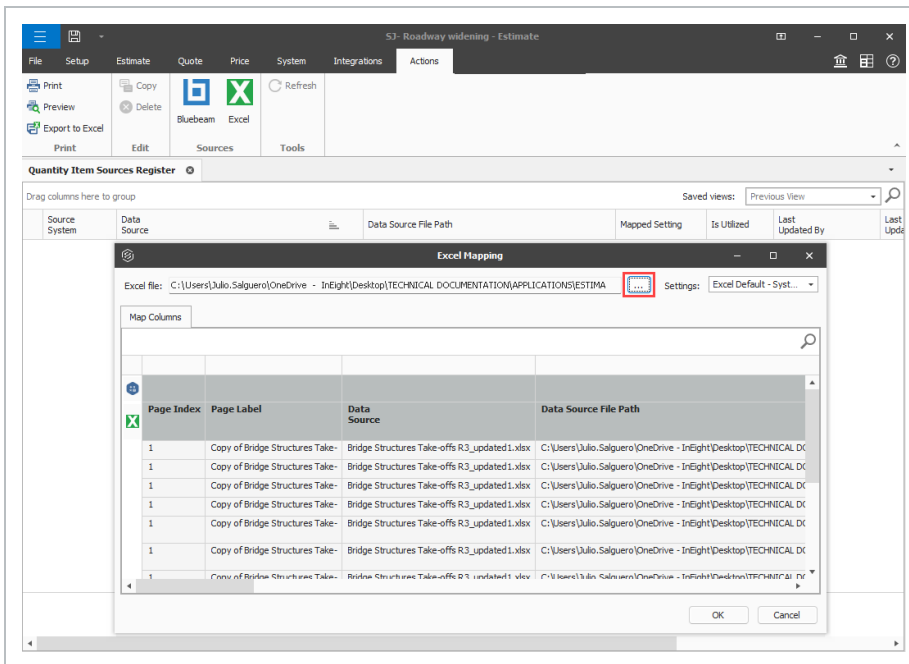 SJ- Roadway widening - Estimate
File Setup Estimate Quote Price System Integrations Actions
Print
Preview
Export to Excel
Copy
Delete
Bluebeam Excel
Refresh
Print Edit Sources Tools
Quantity Item Sources Register
Drag columns here to group
Saved views: Previous View
Source System
Data Source
Data Source File Path
Mapped Setting
Is Utilized
Last Updated By
Last
Excel Mapping
Excel file: C:\Users\Julio.Salguero\OneDrive - InEight\Desktop\TECHNICAL DOCUMENTATION\APPLICATIONS\ESTIMA ... Settings: Excel Default - Syst...
Map Columns
Page Index Page Label Data Source Data Source File Path
1 Copy of Bridge Structures Take- Bridge Structures Take-offs R3_updated1.xlsx C:\Users\Julio.Salguero\OneDrive - InEight\Desktop\TECHNICAL
1 Copy of Bridge Structures Take- Bridge Structures Take-offs R3_updated1.xlsx C:\Users\Julio.Salguero\OneDrive - InEight\Desktop\TECHNICAL
1 Copy of Bridge Structures Take- Bridge Structures Take-offs R3_updated1.xlsx C:\Users\Julio.Salguero\OneDrive - InEight\Desktop\TECHNICAL
1 Copy of Bridge Structures Take- Bridge Structures Take-offs R3_updated1.xlsx C:\Users\Julio.Salguero\OneDrive - InEight\Desktop\TECHNICAL
1 Copy of Bridge Structures Take- Bridge Structures Take-offs R3_updated1.xlsx C:\Users\Julio.Salguero\OneDrive - InEight\Desktop\TECHNICAL
1 Copy of Bridge Structures Take- Bridge Structures Take-offs R3_updated1.xlsx C:\Users\Julio.Salguero\OneDrive - InEight\Desktop\TECHNICAL
OK Cancel